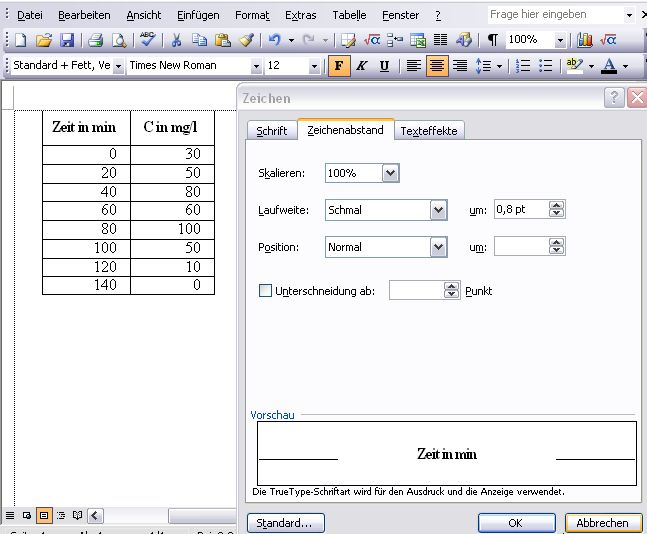 Datei Bearbeiten Ansicht Einfügen Format Extras Tabelle Fenster ? Frage hier eingeben
100%
Standard + Fett, Ve Times New Roman 12 F K U
Zeichen
Schrift Zeichenabstand Texteffekte
Zeit in min C in mg/l
0 30
20 50
40 80
60 60
80 100
100 50
120 10
140 0
Skalieren: 100%
Laufweite: Schmal um: 0,8 pt
Position: Normal um:
Unterschneidung ab: Punkt
Vorschau
Zeit in min
Die TrueType-Schriftart wird für den Ausdruck und die Anzeige verwendet.
Standard... OK Abbrechen